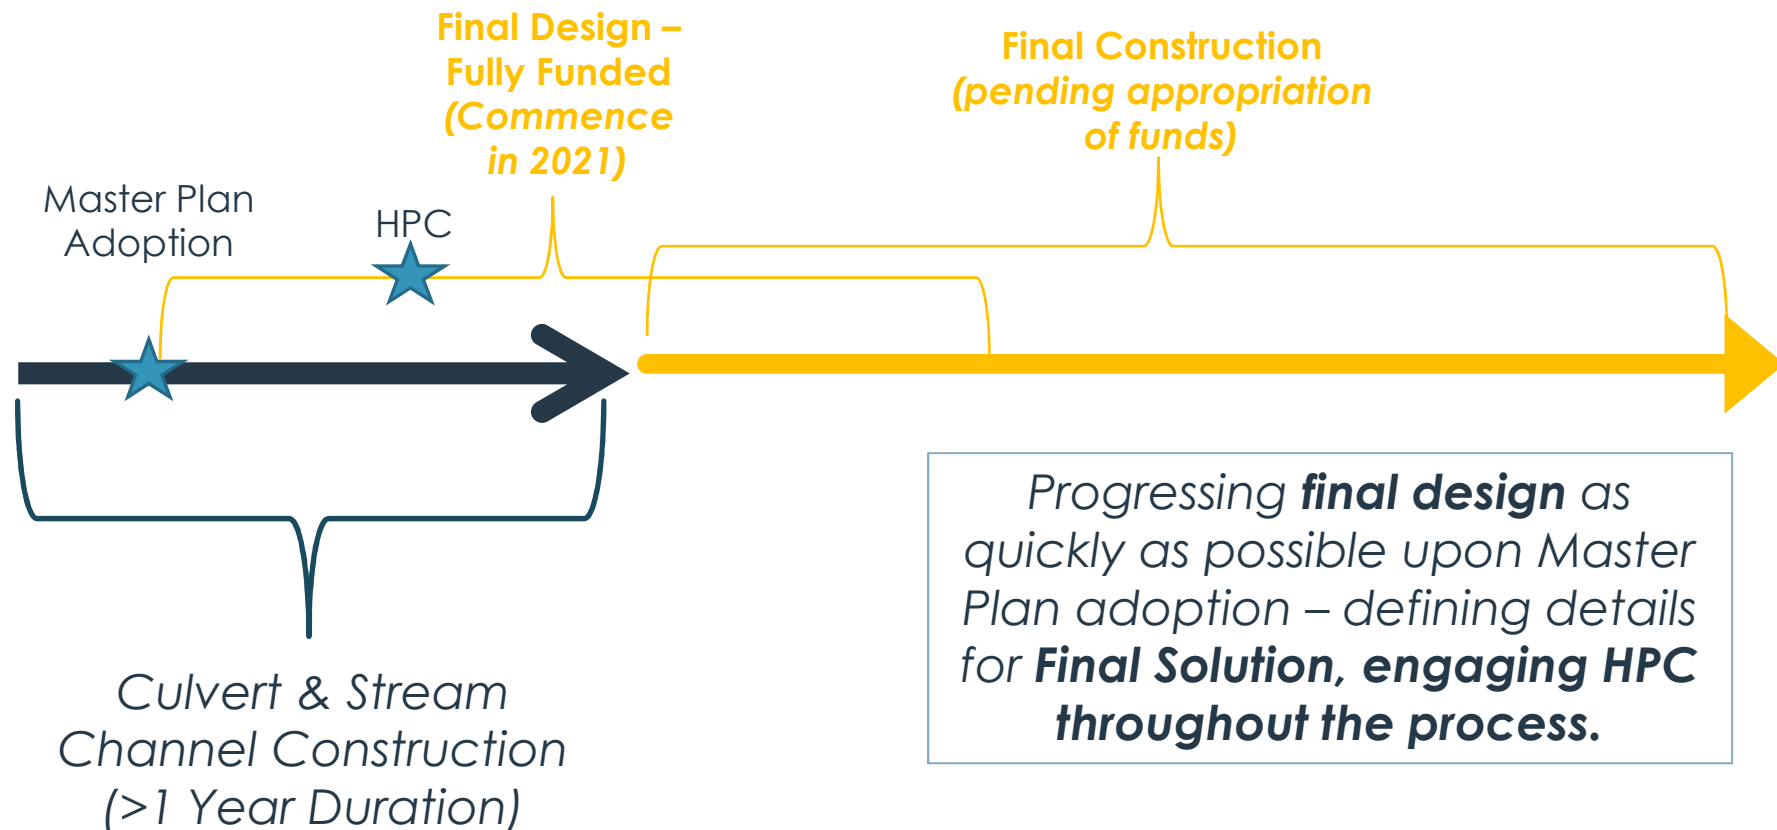 Final Design –
Fully Funded
(Commence
in 2021)
Final Construction
(pending appropriation
of funds)
Master Plan
Adoption
HPC
Progressing final design as
quickly as possible upon Master
Plan adoption – defining details
for Final Solution, engaging HPC
throughout the process.
Culvert & Stream
Channel Construction
(>1 Year Duration)